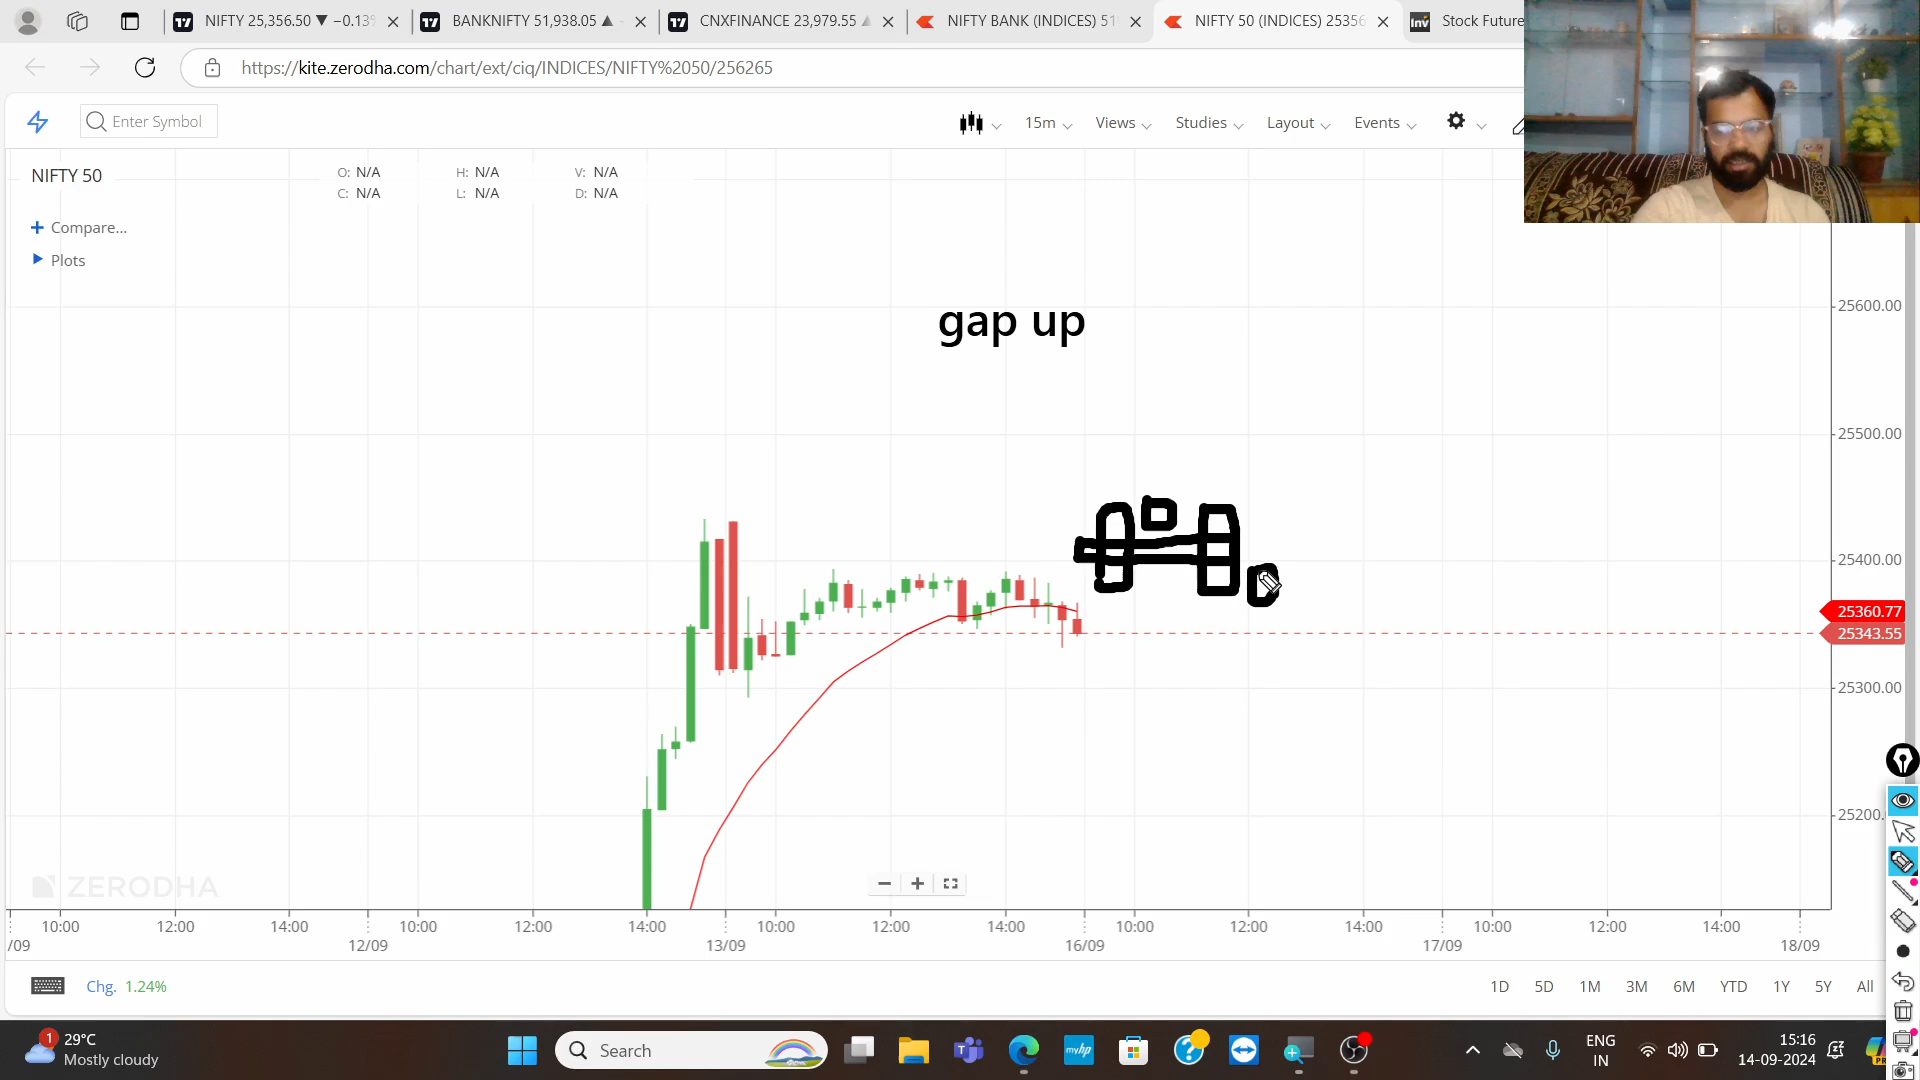 NIFTY 25,356.50 ▼ −0.13%
BANKNIFTY 51,938.05 ▲
CNXFINANCE 23,979.55 ▲
NIFTY BANK (INDICES) 51
NIFTY 50 (INDICES) 25356
Inv Stock Future
https://kite.zerodha.com/chart/ext/ciq/INDICES/NIFTY%2050/256265
Enter Symbol
15m
Views
Studies
Layout
Events
NIFTY 50
O: N/A H: N/A V: N/A
C: N/A L: N/A D: N/A
+ Compare...
Plots
gap up
25600.00
25500.00
25400.00
25360.77
25343.55
25300.00
25200.
ZERODHA
10:00 12:00 14:00 10:00 12:00 14:00 10:00 12:00 14:00 10:00 12:00 14:00 10:00 12:00 14:00
/09 12/09 13/09 16/09 17/09 18/09
Chg. 1.24%
1D 5D 1M 3M 6M YTD 1Y 5Y All
1 29°C
Mostly cloudy
Search
myhp
ENG
IN
15:16
14-09-2024